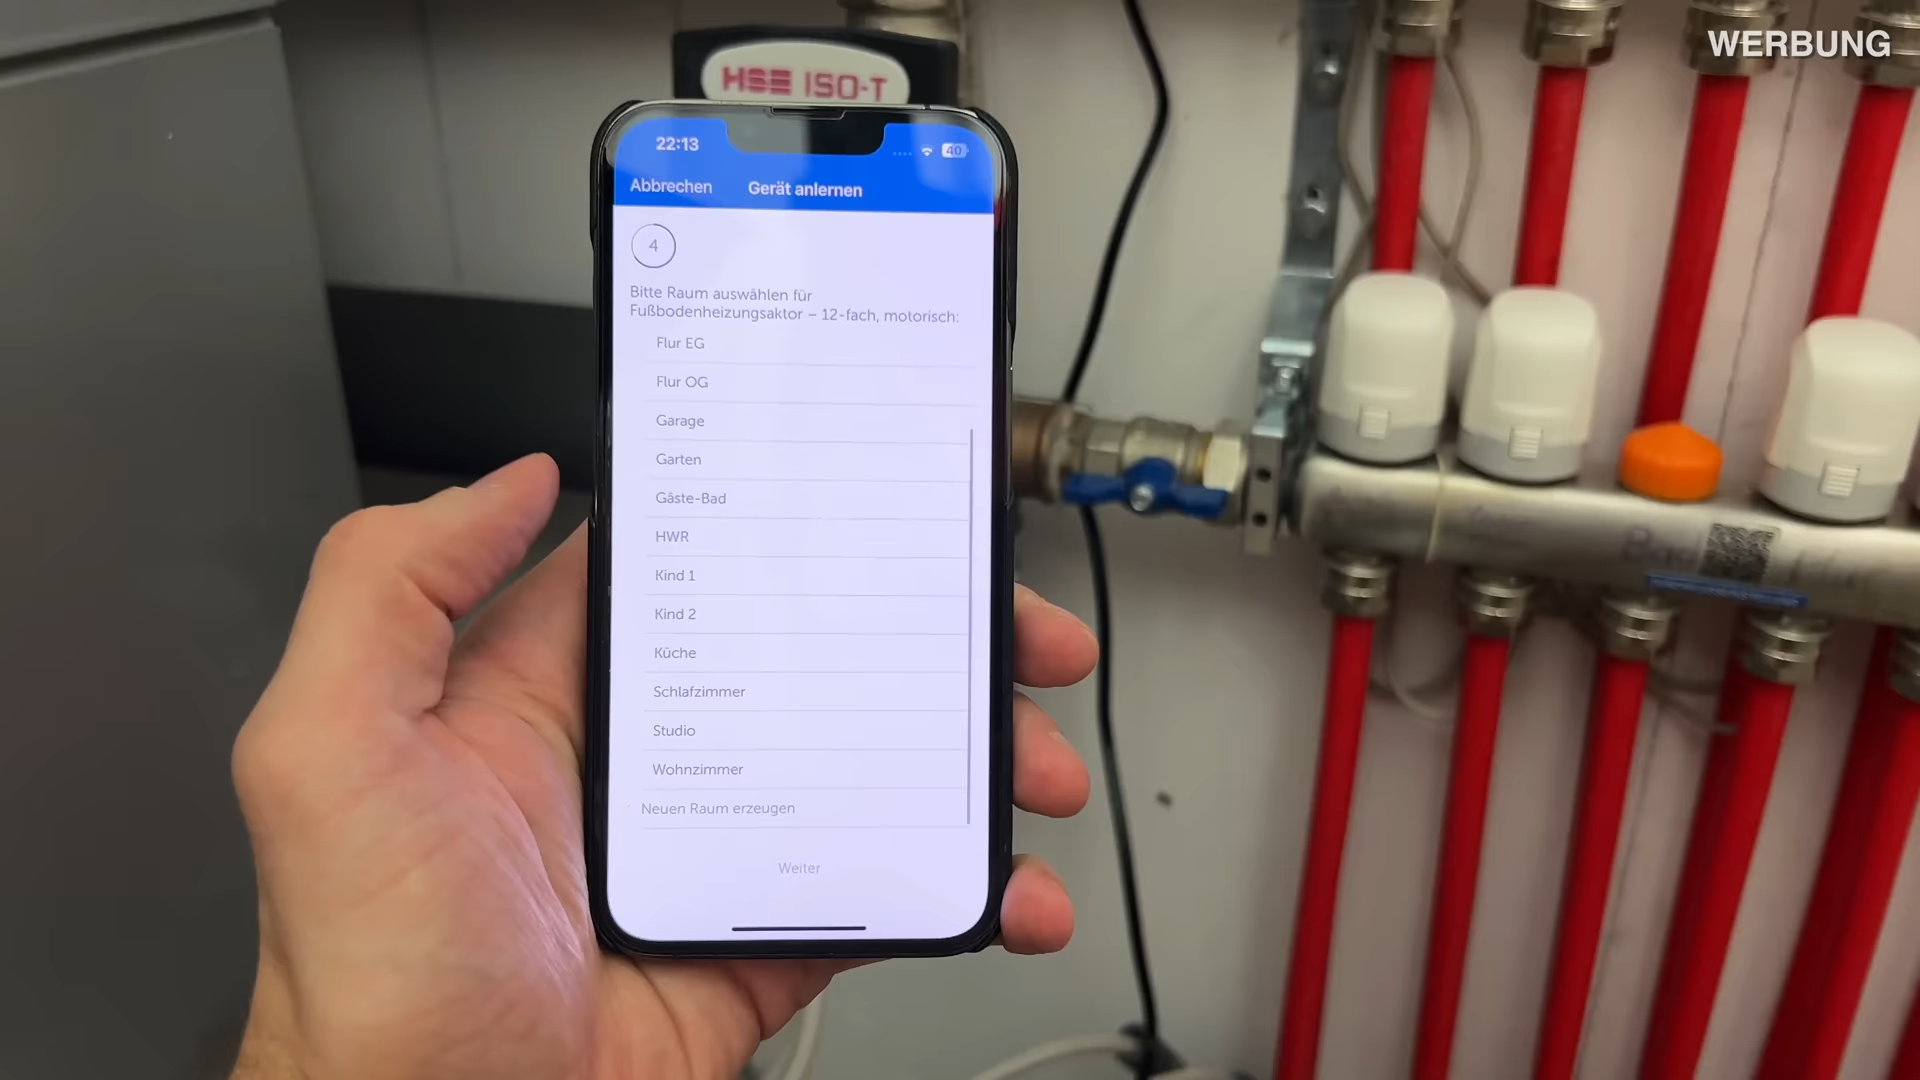 WERBUNG
HSE ISO-T
22:13
40
Abbrechen
Gerät anlernen
4
Bitte Raum auswählen für
Fußbodenheizungsaktor – 12-fach, motorisch:
Flur EG
Flur OG
Garage
Garten
Gäste-Bad
HWR
Kind 1
Kind 2
Küche
Schlafzimmer
Studio
Wohnzimmer
Neuen Raum erzeugen
Weiter
Bad